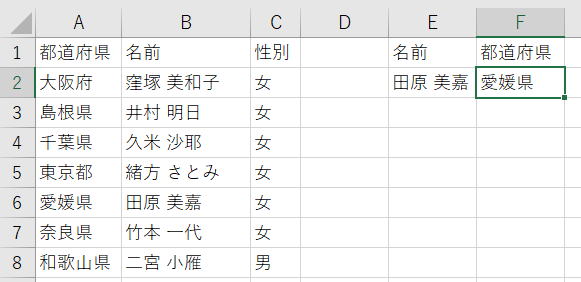 A B C D E F
1 都道府県 名前 性別 名前 都道府県
2 大阪府 窪塚 美和子 女 田原 美嘉 愛媛県
3 島根県 井村 明日 女
4 千葉県 久米 沙耶 女
5 東京都 緒方 さとみ 女
6 愛媛県 田原 美嘉 女
7 奈良県 竹本 一代 女
8 和歌山県 二宮 小雁 男